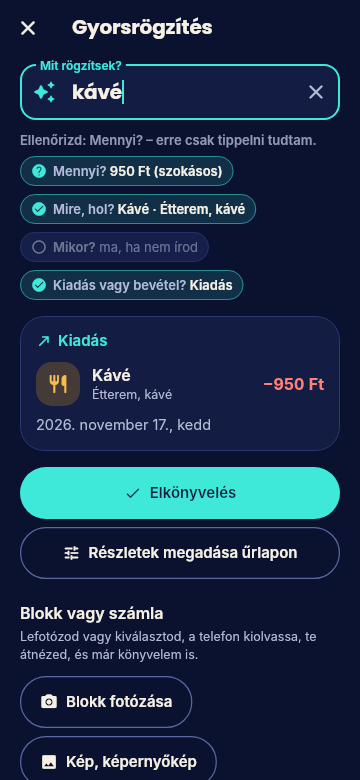 Gyorsrögzítés
Mit rögzítsek?
kávé
Ellenőrizd: Mennyi? – erre csak tippelni tudtam.
Mennyi? 950 Ft (szokásos)
Mire, hol? Kávé · Étterem, kávé
Mikor? ma, ha nem írod
Kiadás vagy bevétel? Kiadás
Kiadás
Kávé
Étterem, kávé
−950 Ft
2026. november 17., kedd
Elkönyvelés
Részletek megadása űrlapon
Blokk vagy számla
Lefotózod vagy kiválasztod, a telefon kiolvassa, te
átnézed, és már könyvelem is.
Blokk fotózása
Kép, képernyőkép